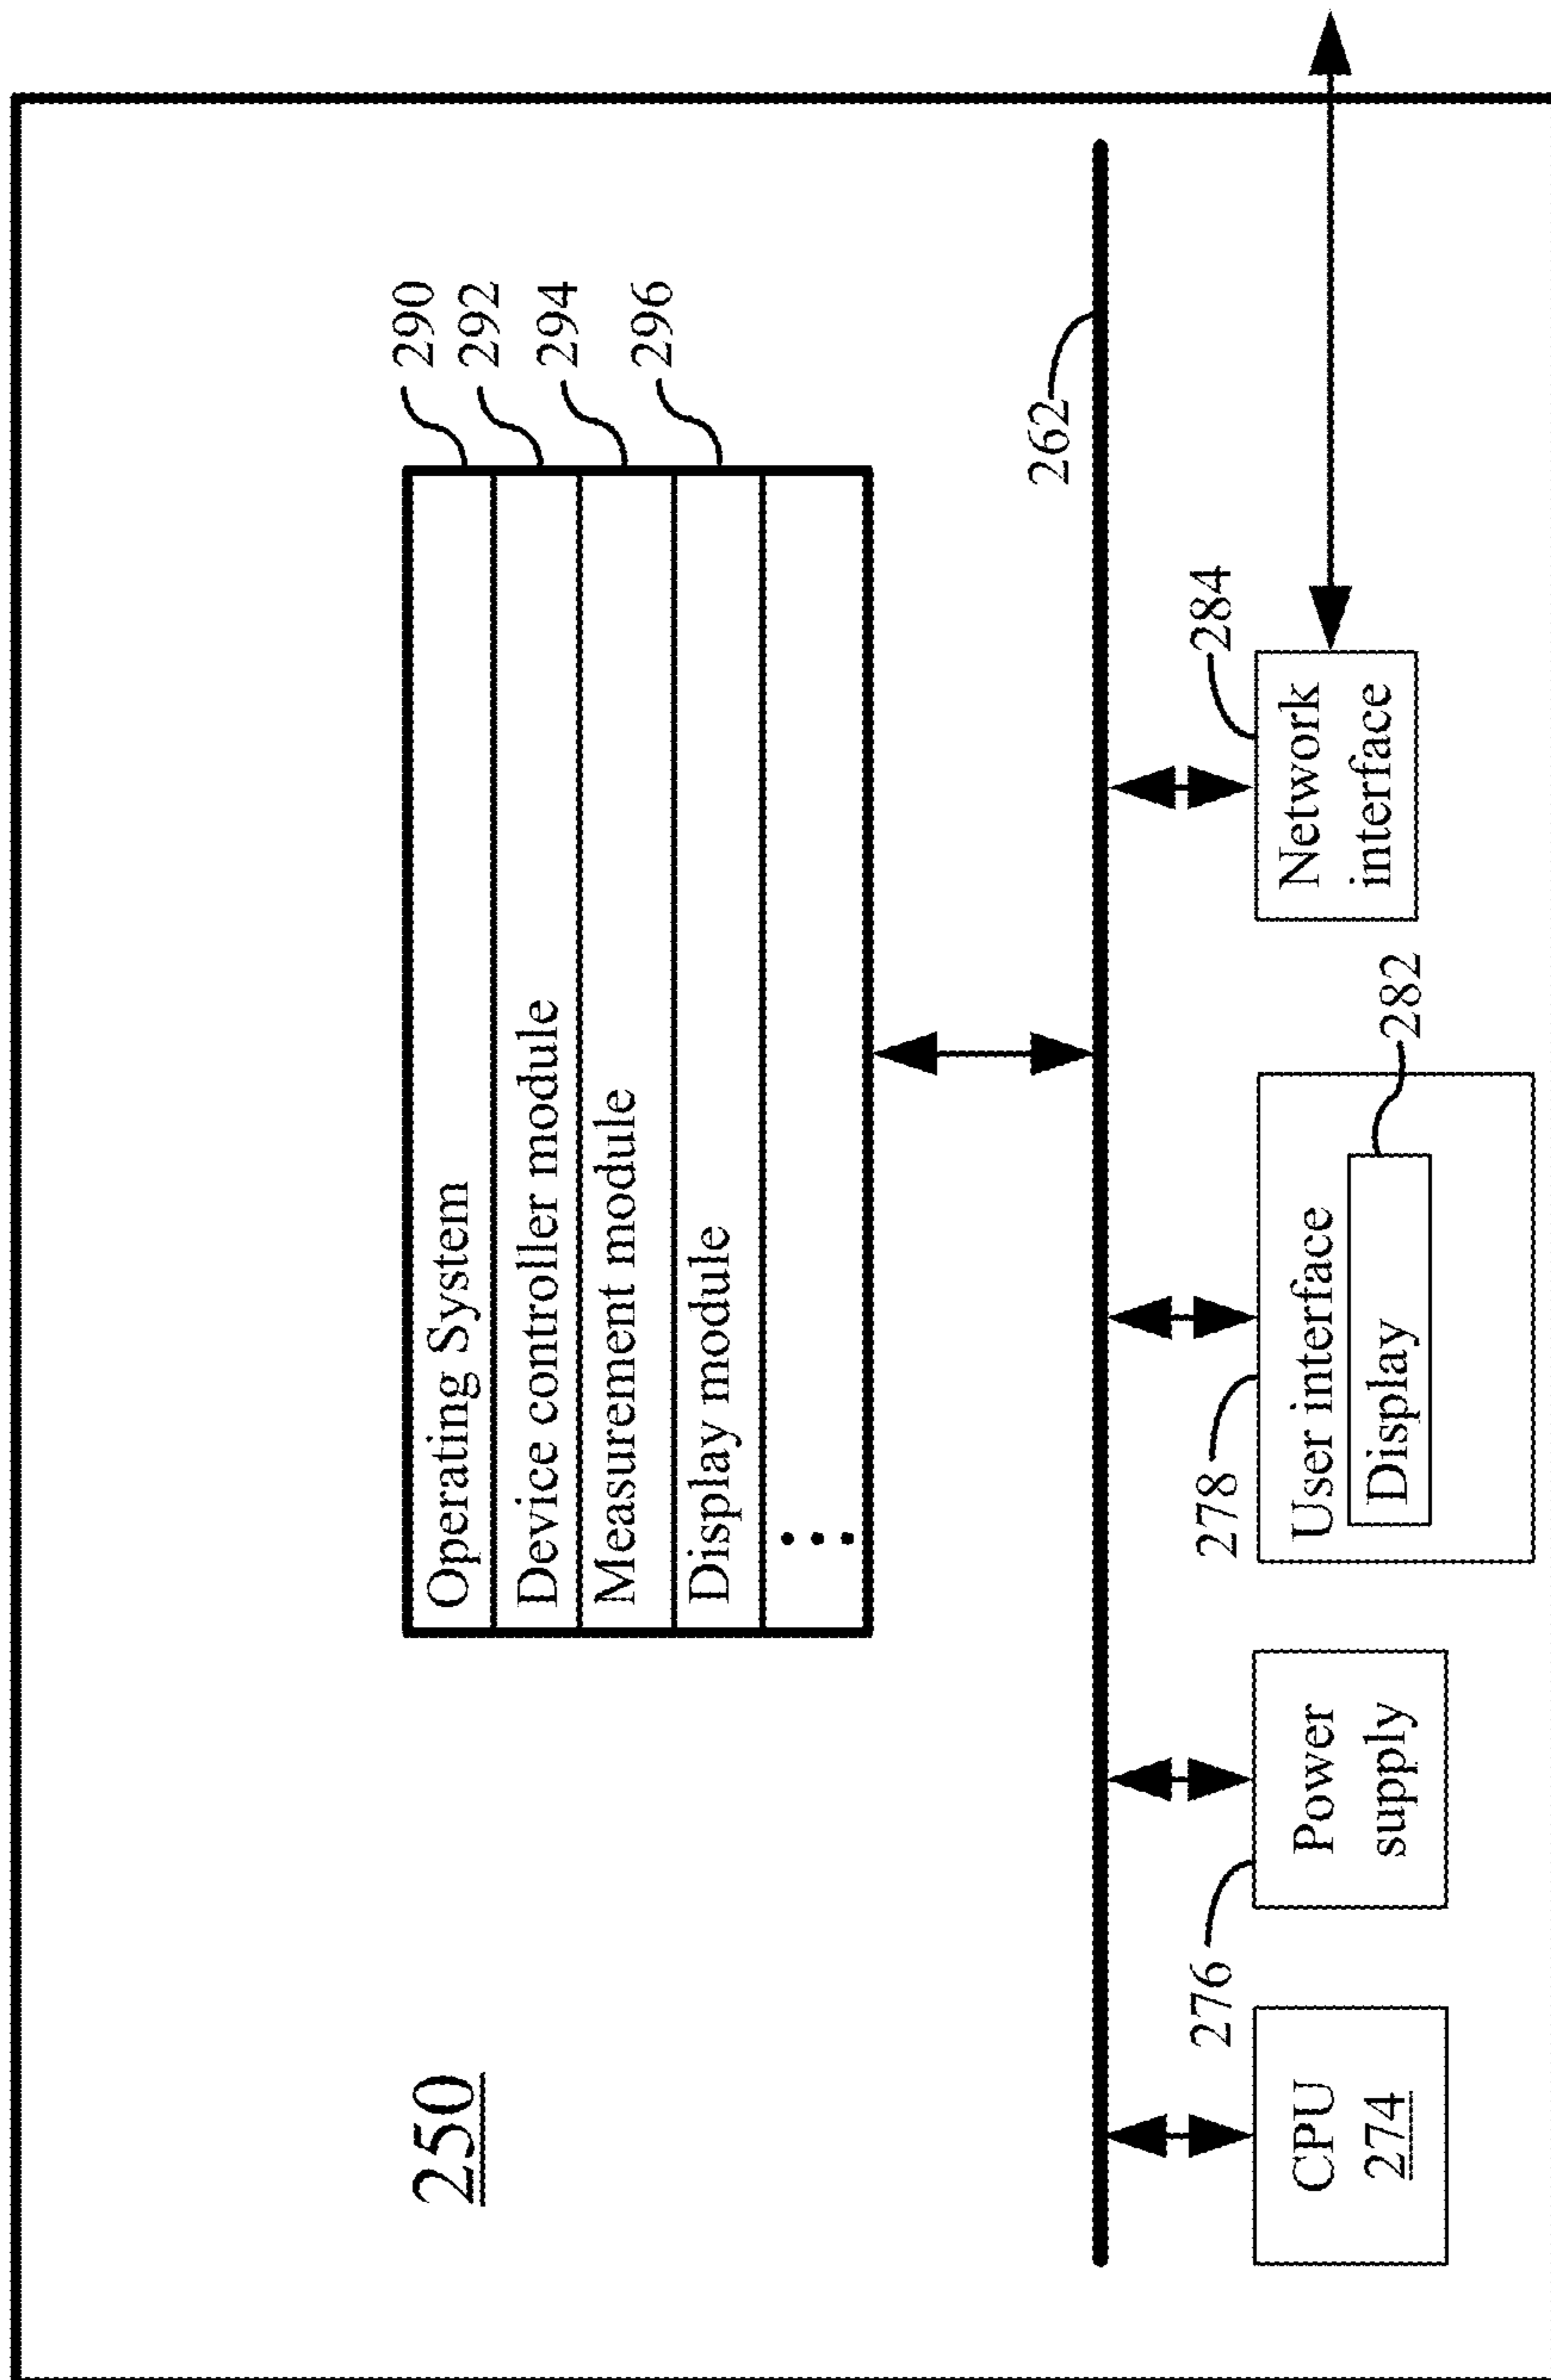 250
Operating System
290
Device controller module
292
Measurement module
294
Display module
296
⋮
262
CPU
274
276
Power
supply
278
User interface
Display
282
284
Network
interface